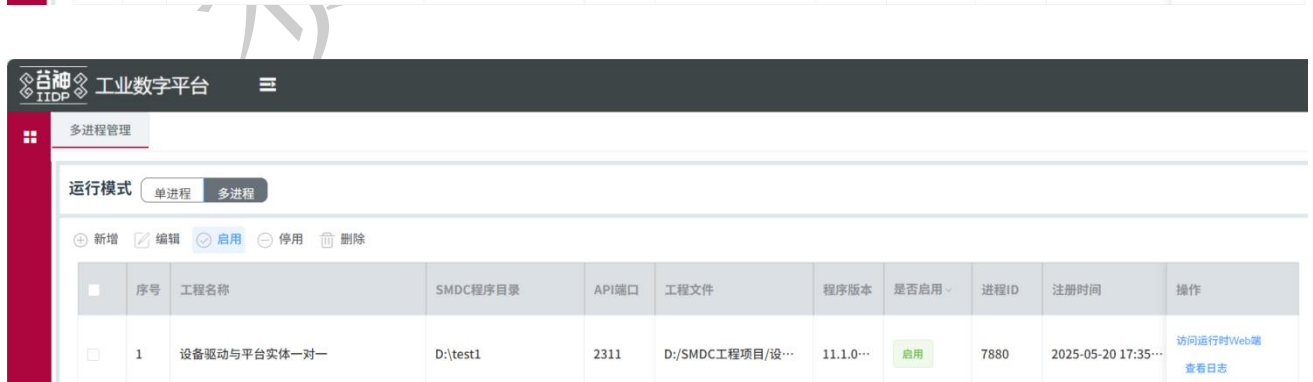 谷神 工业数字平台
IIDP
多进程管理
运行模式 单进程 多进程
新增 编辑 启用 停用 删除
序号 工程名称 SMDC程序目录 API端口 工程文件 程序版本 是否启用 进程ID 注册时间 操作
1 设备驱动与平台实体一对一 D:\test1 2311 D:/SMDC工程项目/设… 11.1.0… 启用 7880 2025-05-20 17:35… 访问运行时Web端
查看日志